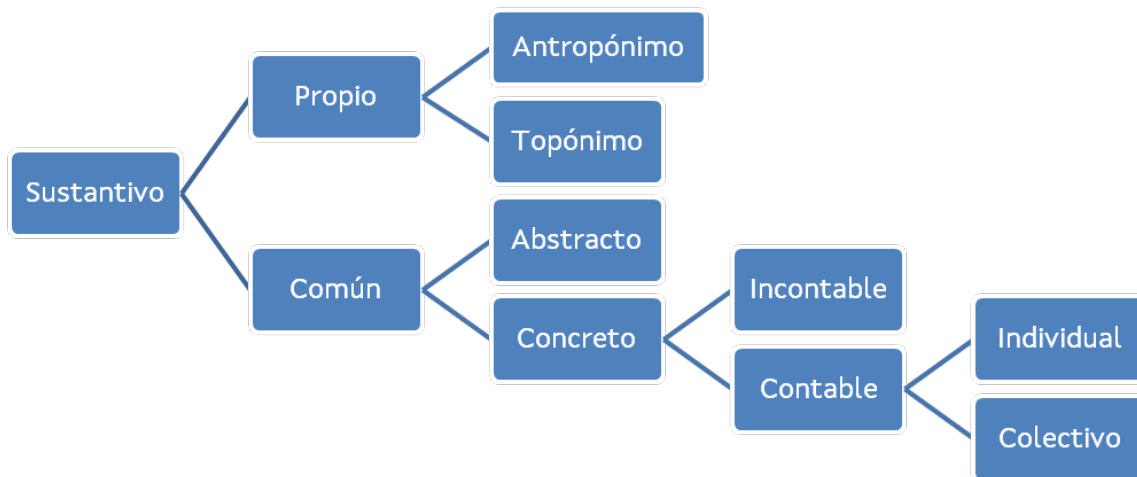 Sustantivo
Propio
Antropónimo
Topónimo
Común
Abstracto
Concreto
Incontable
Contable
Individual
Colectivo